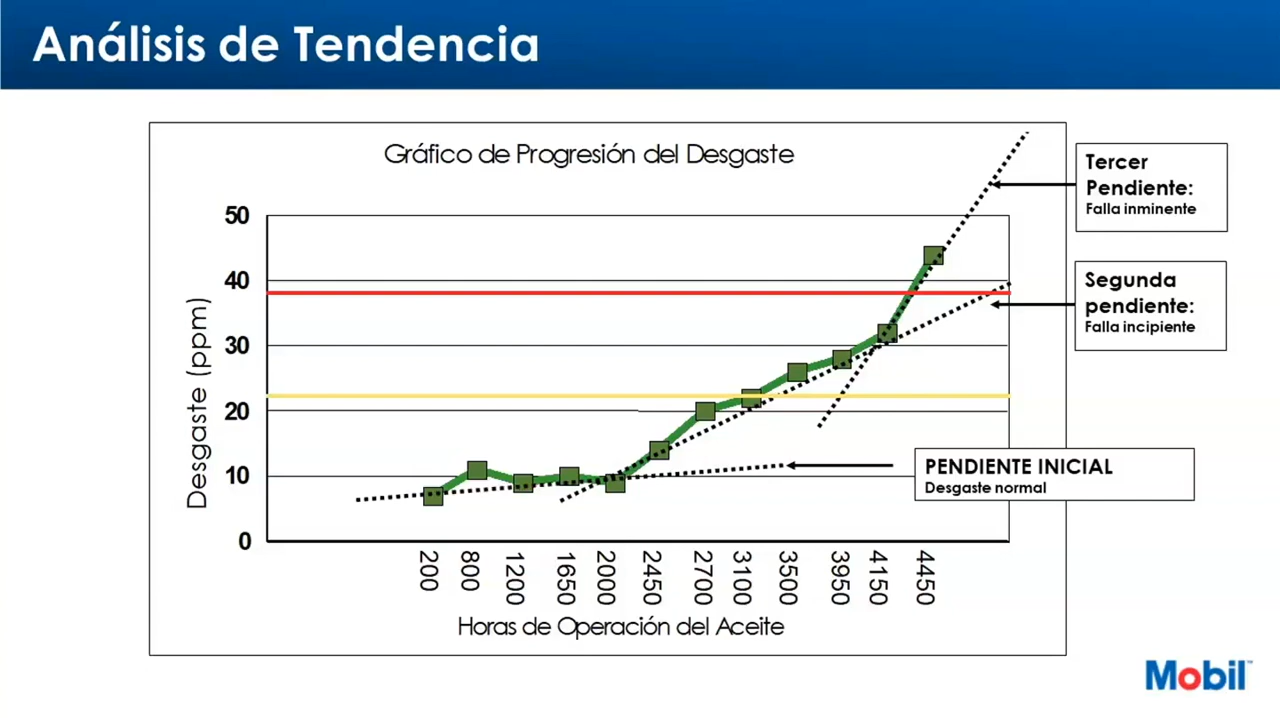 Análisis de Tendencia
Gráfico de Progresión del Desgaste
Tercer
Pendiente:
Falla inminente
Segunda
pendiente:
Falla incipiente
PENDIENTE INICIAL
Desgaste normal
Desgaste (ppm)
50
40
30
20
10
0
200
800
1200
1650
2000
2450
2700
3100
3500
3950
4150
4450
Horas de Operación del Aceite
Mobil